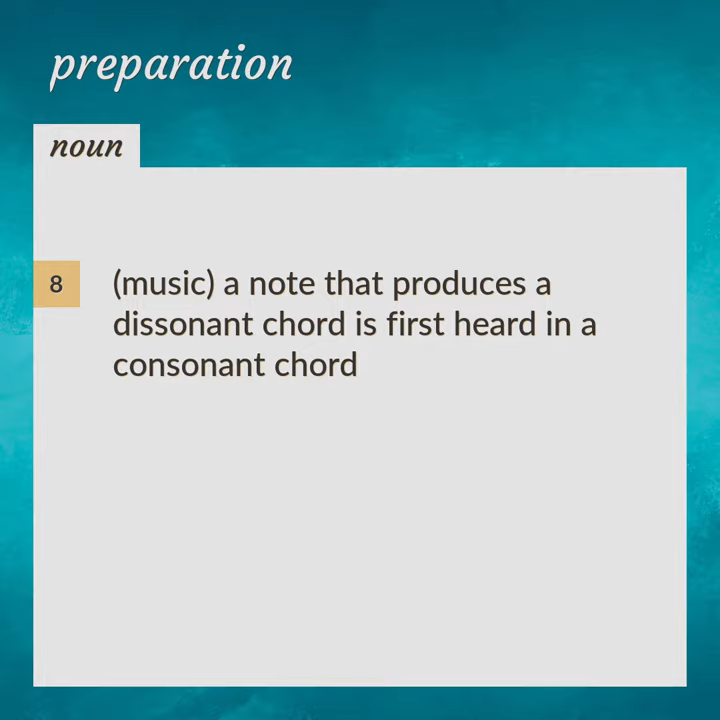 preparation
noun
8
(music) a note that produces a
dissonant chord is first heard in a
consonant chord